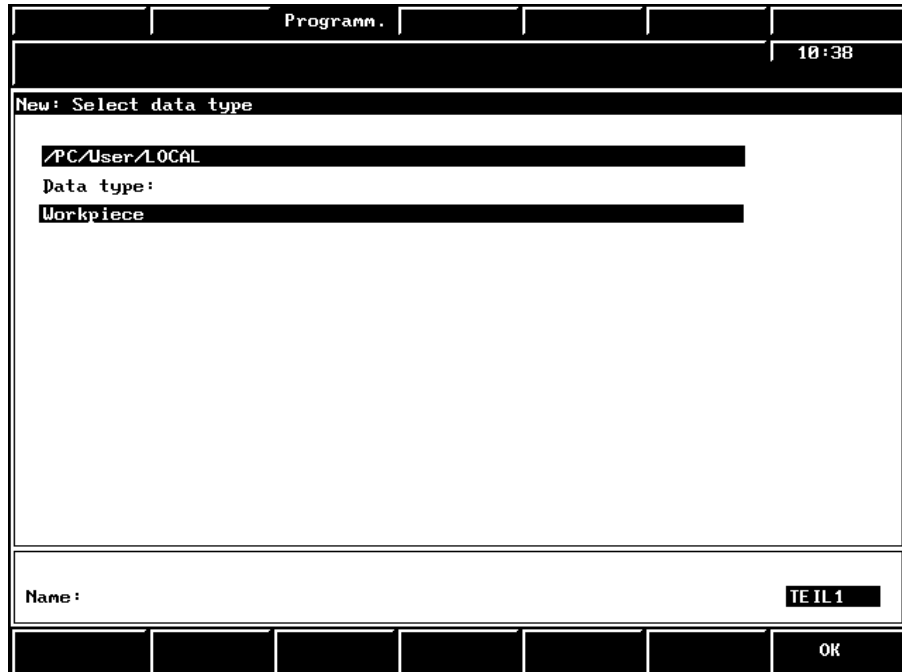 Programm.
10:38
New: Select data type
/PC/User/LOCAL
Data type:
Workpiece
Name: TEIL1
OK